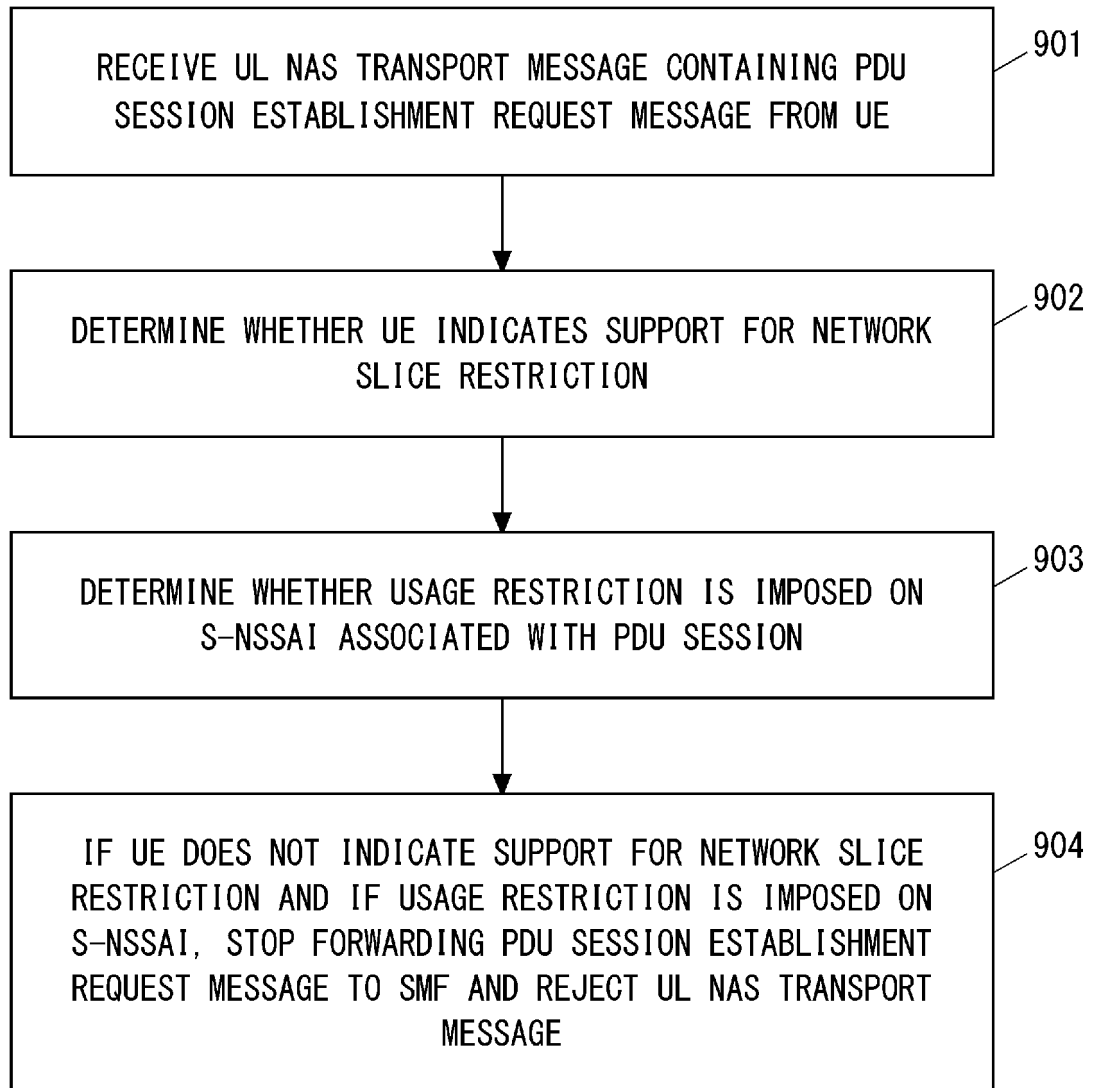 RECEIVE UL NAS TRANSPORT MESSAGE CONTAINING PDU
SESSION ESTABLISHMENT REQUEST MESSAGE FROM UE
901
DETERMINE WHETHER UE INDICATES SUPPORT FOR NETWORK
SLICE RESTRICTION
902
DETERMINE WHETHER USAGE RESTRICTION IS IMPOSED ON
S-NSSAI ASSOCIATED WITH PDU SESSION
903
IF UE DOES NOT INDICATE SUPPORT FOR NETWORK SLICE
RESTRICTION AND IF USAGE RESTRICTION IS IMPOSED ON
S-NSSAI, STOP FORWARDING PDU SESSION ESTABLISHMENT
REQUEST MESSAGE TO SMF AND REJECT UL NAS TRANSPORT
MESSAGE
904